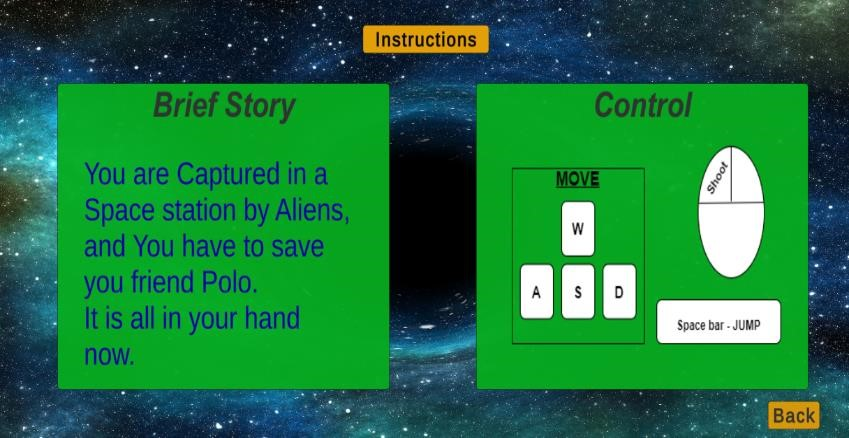 Instructions
Brief Story
You are Captured in a
Space station by Aliens,
and You have to save
you friend Polo.
It is all in your hand
now.
Control
MOVE
W
A S D
Shoot
Space bar - JUMP
Back